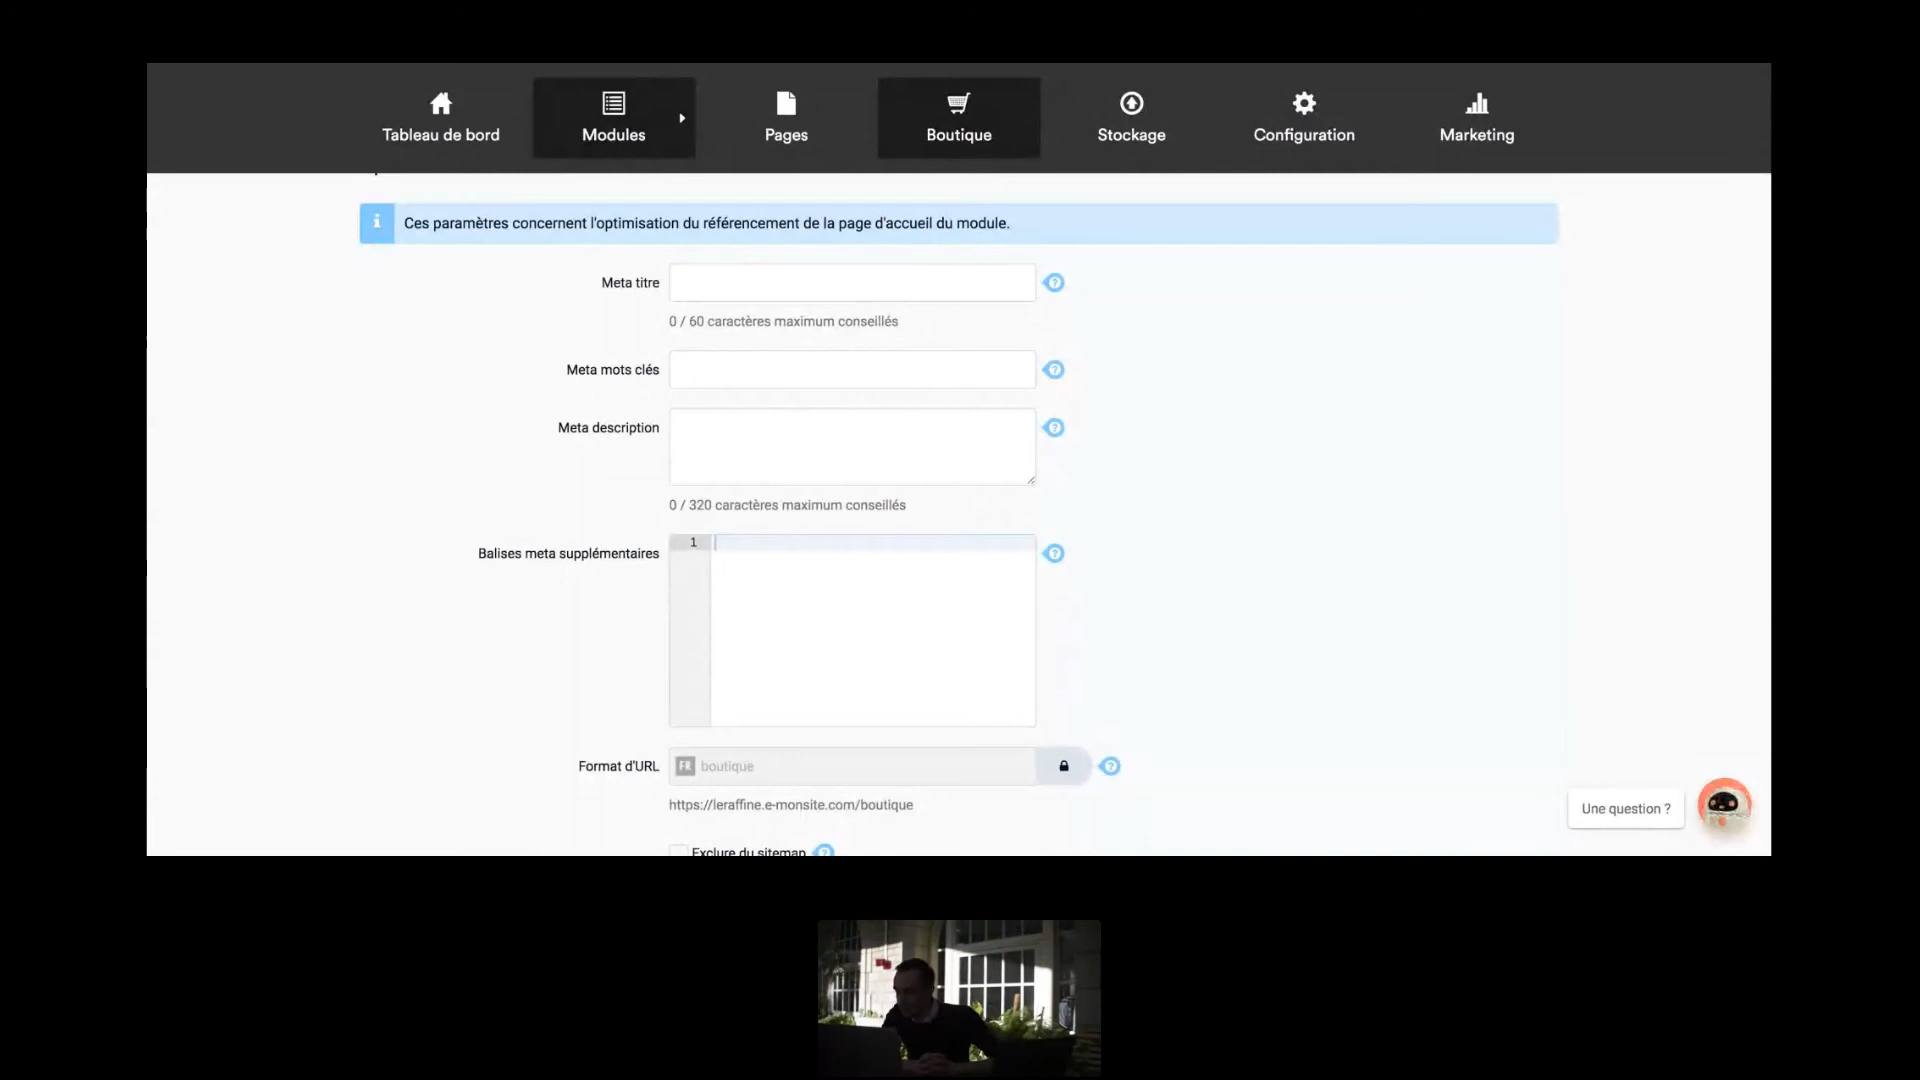 Tableau de bord
Modules
Pages
Boutique
Stockage
Configuration
Marketing
i
Ces paramètres concernent l'optimisation du référencement de la page d'accueil du module.
Meta titre
?
0 / 60 caractères maximum conseillés
Meta mots clés
?
Meta description
?
0 / 320 caractères maximum conseillés
Balises meta supplémentaires
1
?
Format d'URL
FR boutique
?
https://leraffine.e-monsite.com/boutique
Une question ?
Exclure du sitemap
?